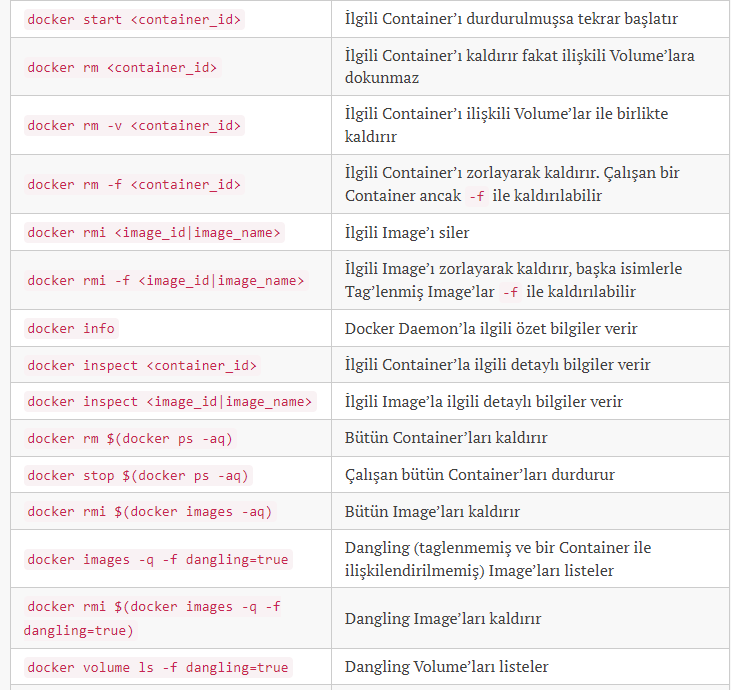 docker start <container_id>
İlgili Container’ı durdurulmuşsa tekrar başlatır
docker rm <container_id>
İlgili Container’ı kaldırır fakat ilişkili Volume’lara
dokunmaz
docker rm -v <container_id>
İlgili Container’ı ilişkili Volume’lar ile birlikte
kaldırır
docker rm -f <container_id>
İlgili Container’ı zorlayarak kaldırır. Çalışan bir
Container ancak -f ile kaldırılabilir
docker rmi <image_id|image_name>
İlgili Image’ı siler
docker rmi -f <image_id|image_name>
İlgili Image’ı zorlayarak kaldırır, başka isimlerle
Tag’lenmiş Image’lar -f ile kaldırılabilir
docker info
Docker Daemon’la ilgili özet bilgiler verir
docker inspect <container_id>
İlgili Container’la ilgili detaylı bilgiler verir
docker inspect <image_id|image_name>
İlgili Image’la ilgili detaylı bilgiler verir
docker rm $(docker ps -aq)
Bütün Container’ları kaldırır
docker stop $(docker ps -aq)
Çalışan bütün Container’ları durdurur
docker rmi $(docker images -aq)
Bütün Image’ları kaldırır
docker images -q -f dangling=true
Dangling (taglenmemiş ve bir Container ile
ilişkilendirilmemiş) Image’ları listeler
docker rmi $(docker images -q -f
dangling=true)
Dangling Image’ları kaldırır
docker volume ls -f dangling=true
Dangling Volume’ları listeler